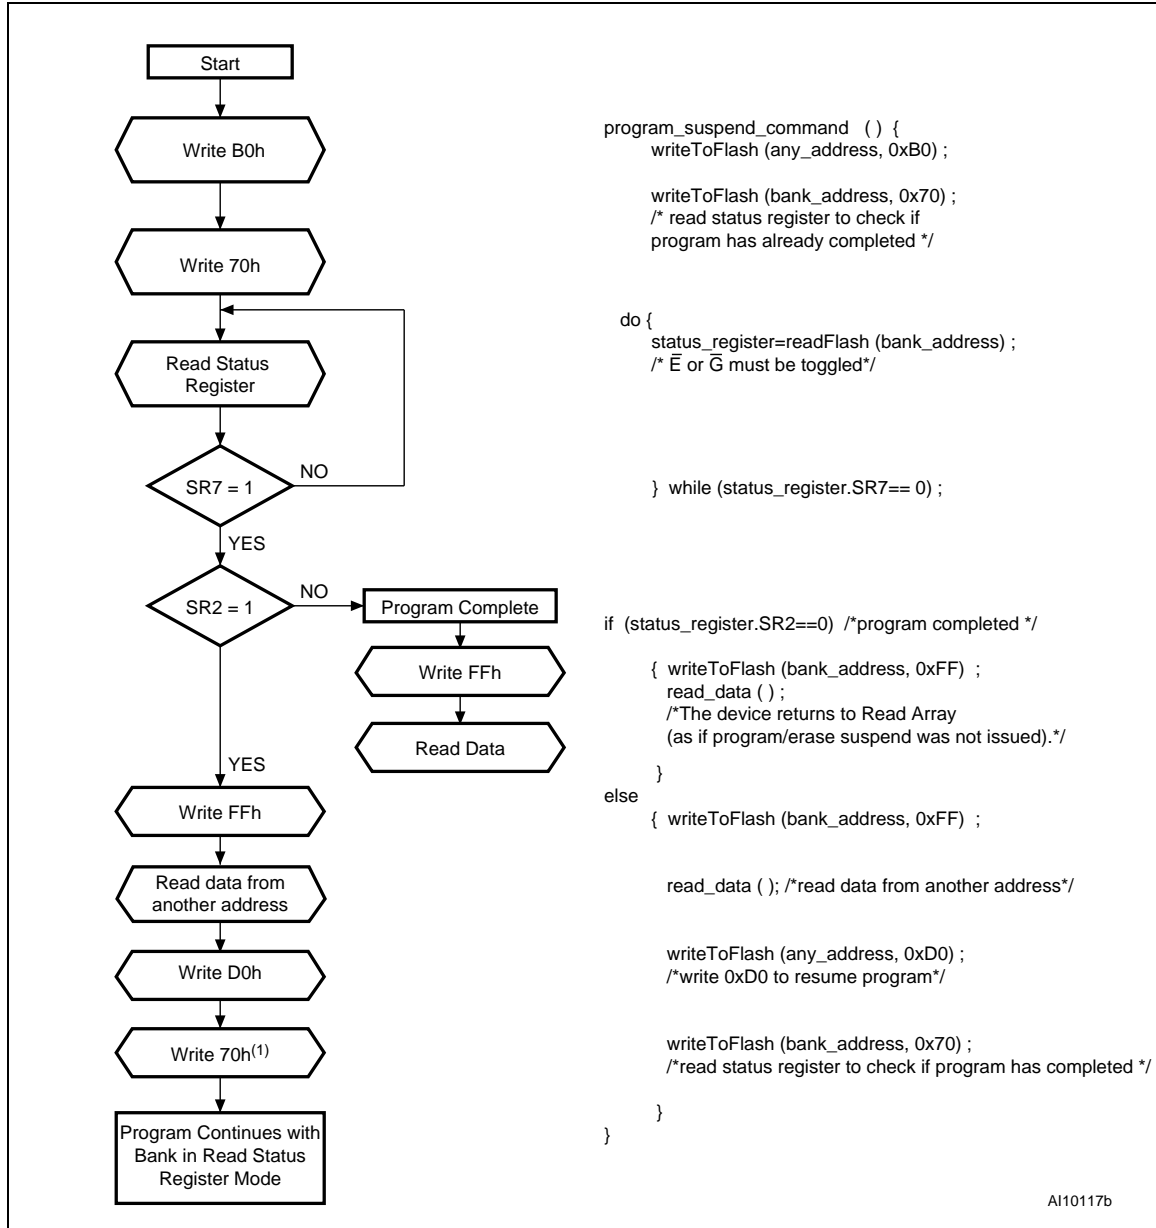 Start
Write B0h
Write 70h
Read Status
Register
NO
SR7 = 1
YES
NO
SR2 = 1
Program Complete
Write FFh
Read Data
YES
Write FFh
Read data from
another address
Write D0h
Write 70h(1)
Program Continues with
Bank in Read Status
Register Mode
program_suspend_command ( ) {
writeToFlash (any_address, 0xB0) ;
writeToFlash (bank_address, 0x70) ;
/* read status register to check if
program has already completed */
do {
status_register=readFlash (bank_address) ;
/* E̅ or G̅ must be toggled*/
} while (status_register.SR7== 0) ;
if (status_register.SR2==0) /*program completed */
{ writeToFlash (bank_address, 0xFF) ;
read_data ( ) ;
/*The device returns to Read Array
(as if program/erase suspend was not issued).*/
}
else
{ writeToFlash (bank_address, 0xFF) ;
read_data ( ); /*read data from another address*/
writeToFlash (any_address, 0xD0) ;
/*write 0xD0 to resume program*/
writeToFlash (bank_address, 0x70) ;
/*read status register to check if program has completed */
}
}
AI10117b